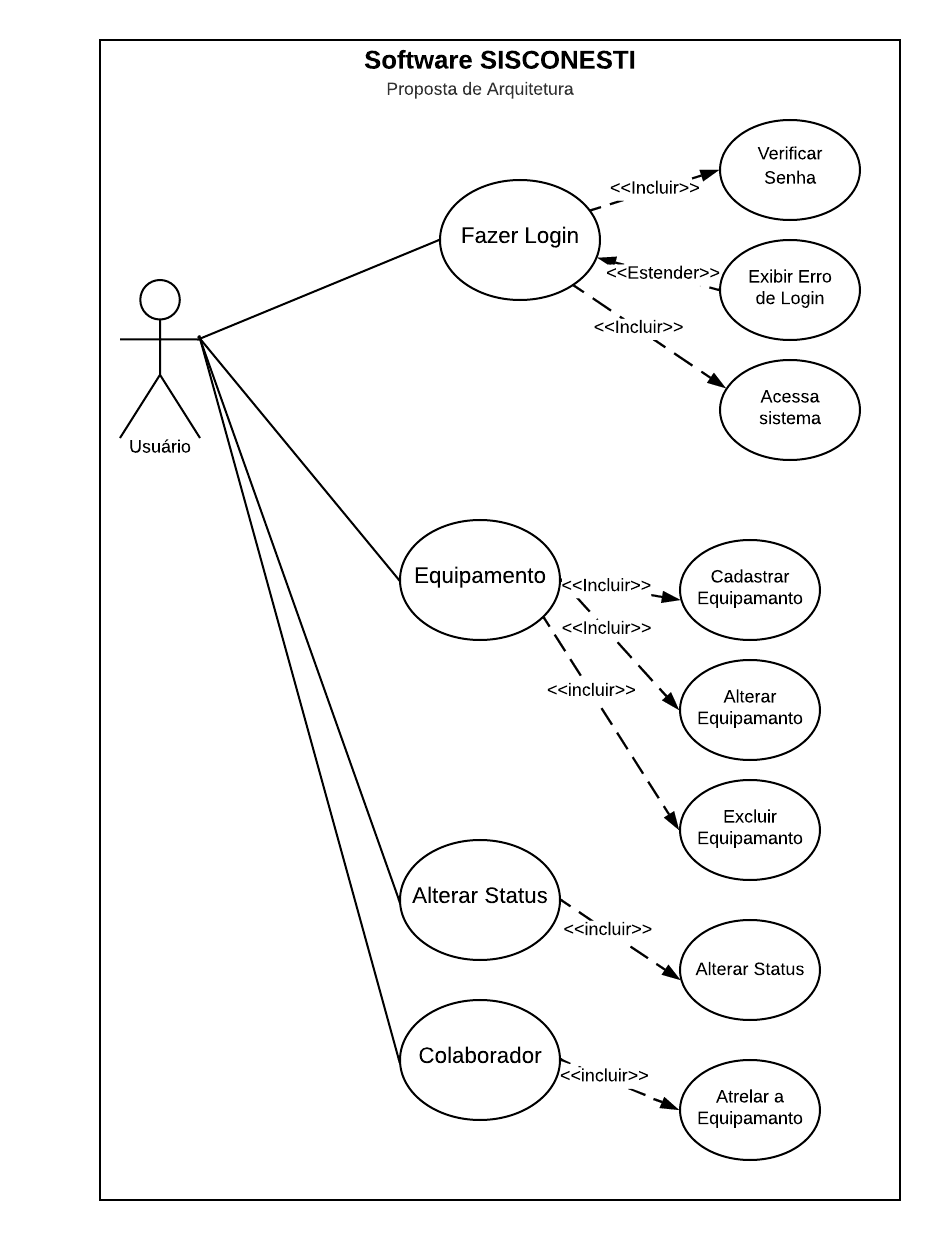 Software SISCONESTI
Proposta de Arquitetura
Verificar
Senha
<<Incluir>>
Fazer Login
<<Estender>>
Exibir Erro
de Login
<<Incluir>>
Acessa
sistema
Usuário
Equipamento
<<Incluir>>
Cadastrar
Equipamanto
<<Incluir>>
Alterar
Equipamanto
<<incluir>>
Excluir
Equipamanto
Alterar Status
<<incluir>>
Alterar Status
Colaborador
<<incluir>>
Atrelar a
Equipamanto